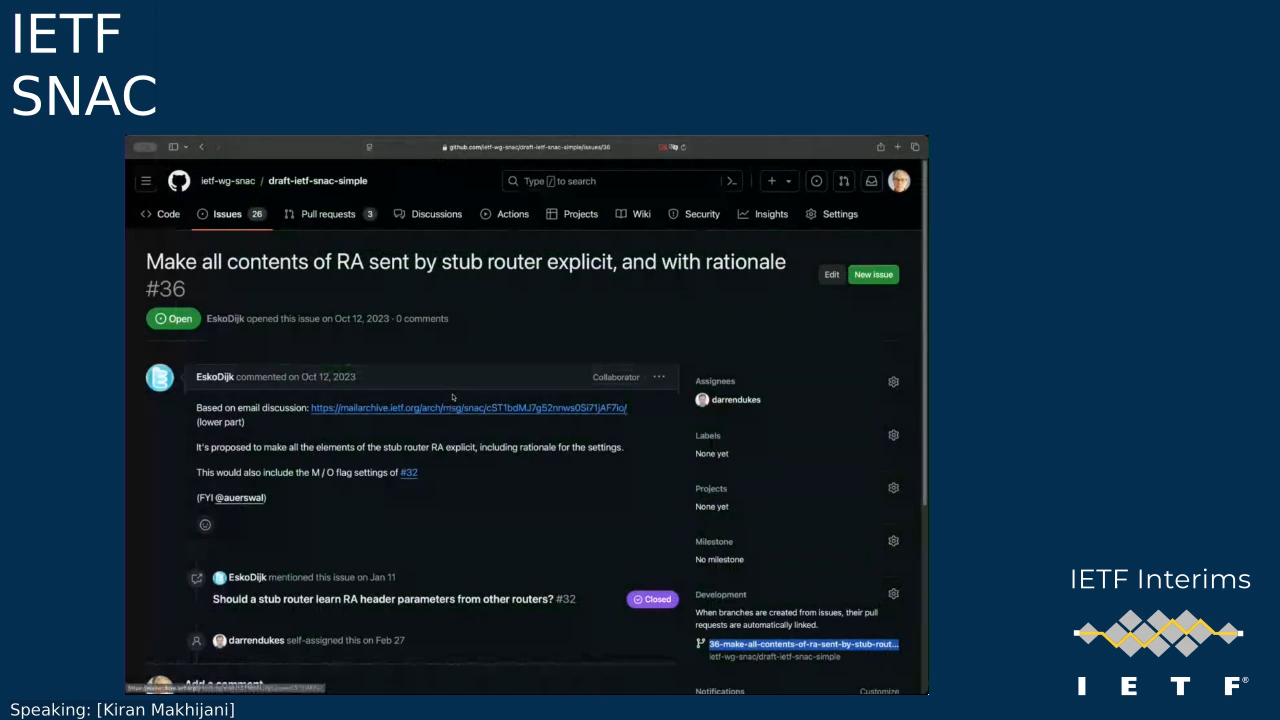 IETF
SNAC
github.com/ietf-wg-snac/draft-ietf-snac-simple/issues/36
ietf-wg-snac / draft-ietf-snac-simple
Type / to search
Code Issues 26 Pull requests 3 Discussions Actions Projects Wiki Security Insights Settings
Make all contents of RA sent by stub router explicit, and with rationale
#36
Edit New issue
Open EskoDijk opened this issue on Oct 12, 2023 · 0 comments
EskoDijk commented on Oct 12, 2023 Collaborator ···
Based on email discussion: https://mailarchive.ietf.org/arch/msg/snac/cST1bdMJ7g52nnws0Si71jAF7io/
(lower part)
It's proposed to make all the elements of the stub router RA explicit, including rationale for the settings.
This would also include the M / O flag settings of #32
(FYI @auerswal)
EskoDijk mentioned this issue on Jan 11
Should a stub router learn RA header parameters from other routers? #32 Closed
darrendukes self-assigned this on Feb 27
Add a comment
Assignees
darrendukes
Labels
None yet
Projects
None yet
Milestone
No milestone
Development
When branches are created from issues, their pull
requests are automatically linked.
36-make-all-contents-of-ra-sent-by-stub-rout...
ietf-wg-snac/draft-ietf-snac-simple
Notifications Customize
IETF Interims
I E T F®
Speaking: [Kiran Makhijani]